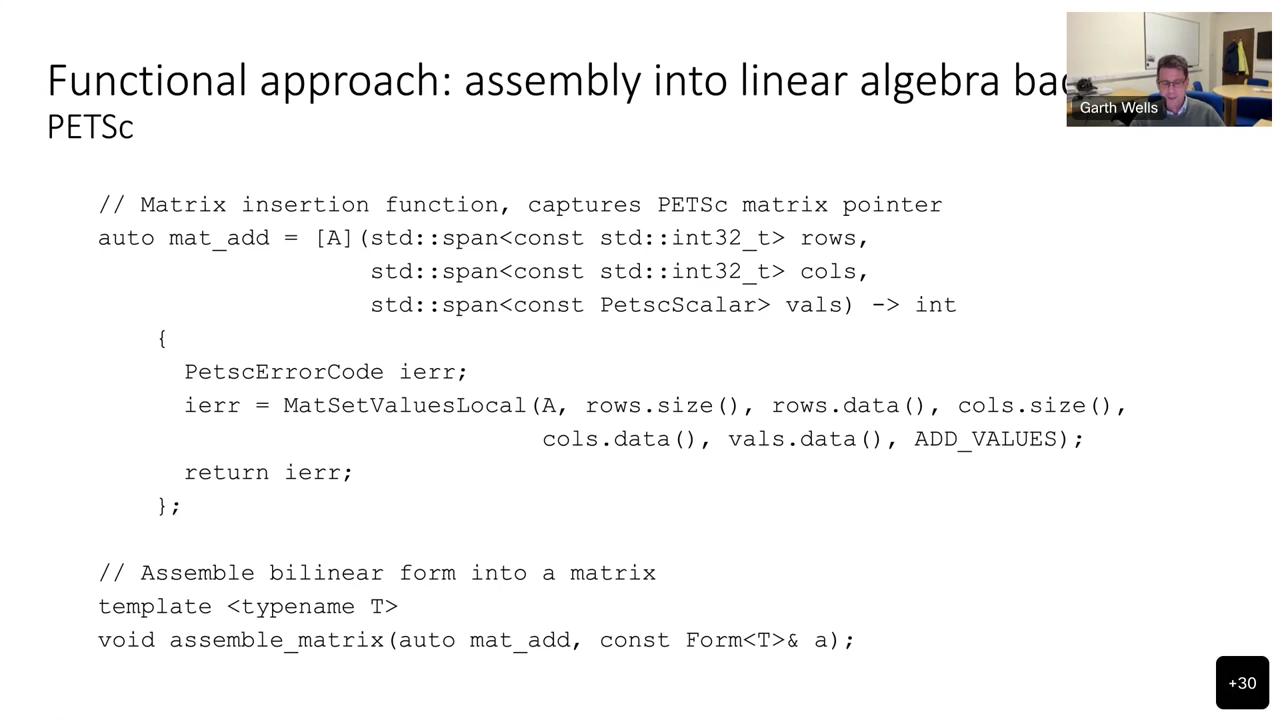 Functional approach: assembly into linear algebra
PETSc
Garth Wells
// Matrix insertion function, captures PETSc matrix pointer
auto mat_add = [A](std::span<const std::int32_t> rows,
std::span<const std::int32_t> cols,
std::span<const PetscScalar> vals) -> int
{
PetscErrorCode ierr;
ierr = MatSetValuesLocal(A, rows.size(), rows.data(), cols.size(),
cols.data(), vals.data(), ADD_VALUES);
return ierr;
};
// Assemble bilinear form into a matrix
template <typename T>
void assemble_matrix(auto mat_add, const Form<T>& a);
+30